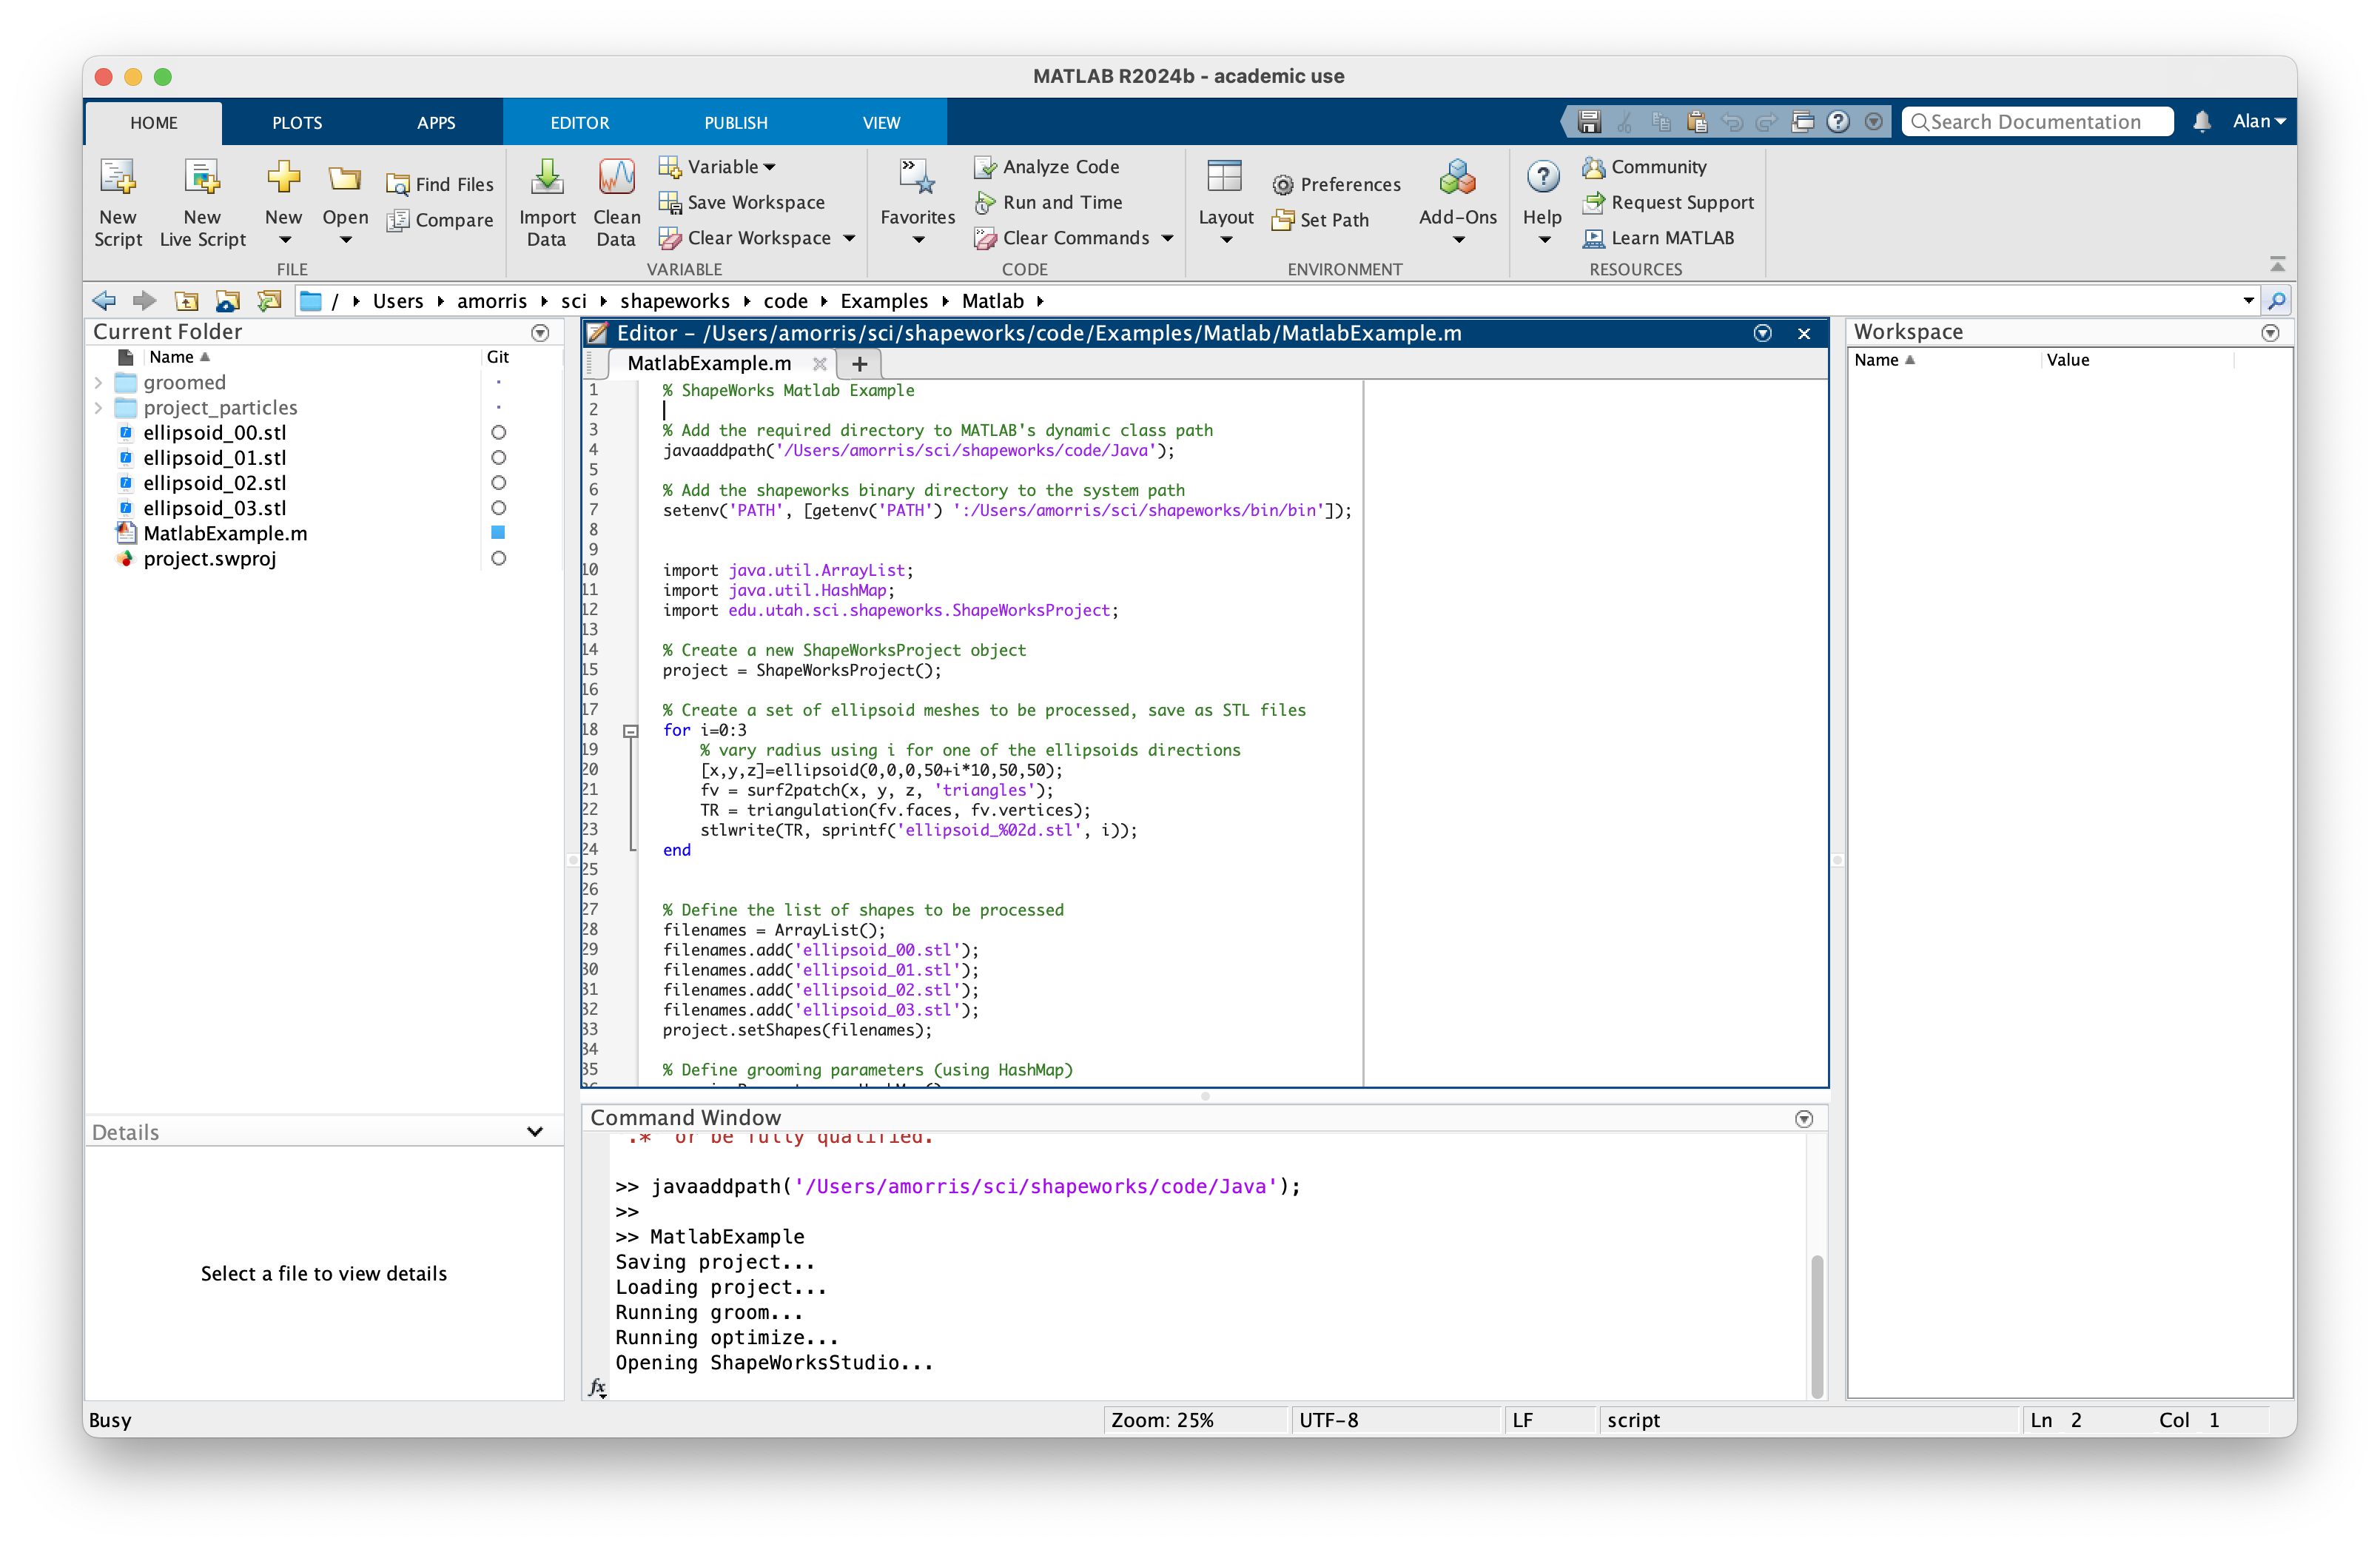 MATLAB R2024b - academic use
HOME PLOTS APPS EDITOR PUBLISH VIEW Search Documentation Alan
New Script
New Live Script
New
Open
Find Files
Compare
FILE
Import Data
Clean Data
Variable
Save Workspace
Clear Workspace
VARIABLE
Favorites
Analyze Code
Run and Time
Clear Commands
CODE
Layout
Preferences
Set Path
Add-Ons
ENVIRONMENT
Help
Community
Request Support
Learn MATLAB
RESOURCES
/ Users amorris sci shapeworks code Examples Matlab
Current Folder
Name Git
groomed
project_particles
ellipsoid_00.stl
ellipsoid_01.stl
ellipsoid_02.stl
ellipsoid_03.stl
MatlabExample.m
project.swproj
Details
Select a file to view details
Editor - /Users/amorris/sci/shapeworks/code/Examples/Matlab/MatlabExample.m
MatlabExample.m +
1 % ShapeWorks Matlab Example
2
3 % Add the required directory to MATLAB's dynamic class path
4 javaaddpath('/Users/amorris/sci/shapeworks/code/Java');
5
6 % Add the shapeworks binary directory to the system path
7 setenv('PATH', [getenv('PATH') ':/Users/amorris/sci/shapeworks/bin/bin']);
8
9
10 import java.util.ArrayList;
11 import java.util.HashMap;
12 import edu.utah.sci.shapeworks.ShapeWorksProject;
13
14 % Create a new ShapeWorksProject object
15 project = ShapeWorksProject();
16
17 % Create a set of ellipsoid meshes to be processed, save as STL files
18 for i=0:3
19 % vary radius using i for one of the ellipsoids directions
20 [x,y,z]=ellipsoid(0,0,0,50+i*10,50,50);
21 fv = surf2patch(x, y, z, 'triangles');
22 TR = triangulation(fv.faces, fv.vertices);
23 stlwrite(TR, sprintf('ellipsoid_%02d.stl', i));
24 end
25
26
27 % Define the list of shapes to be processed
28 filenames = ArrayList();
29 filenames.add('ellipsoid_00.stl');
30 filenames.add('ellipsoid_01.stl');
31 filenames.add('ellipsoid_02.stl');
32 filenames.add('ellipsoid_03.stl');
33 project.setShapes(filenames);
34
35 % Define grooming parameters (using HashMap)
Command Window
.* or be fully qualified.
>> javaaddpath('/Users/amorris/sci/shapeworks/code/Java');
>>
>> MatlabExample
Saving project...
Loading project...
Running groom...
Running optimize...
Opening ShapeWorksStudio...
fx
Workspace
Name Value
Busy Zoom: 25% UTF-8 LF script Ln 2 Col 1